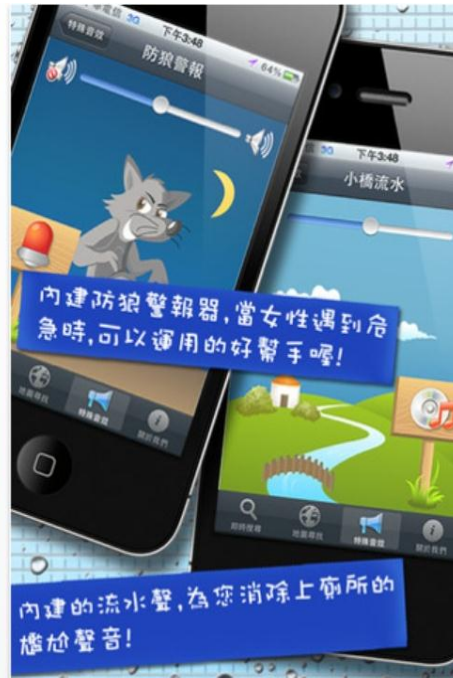 3G
下午3:48
64%
特殊音效
防狼警報
3G
下午3:48
小橋流水
內建防狼警報器,當女性遇到危
急時,可以運用的好幫手喔!
地圖尋找
特殊音效
關於我們
即時搜尋
地圖尋找
特殊音效
關於我們
內建的流水聲,為您消除上廁所的
尷尬聲音!